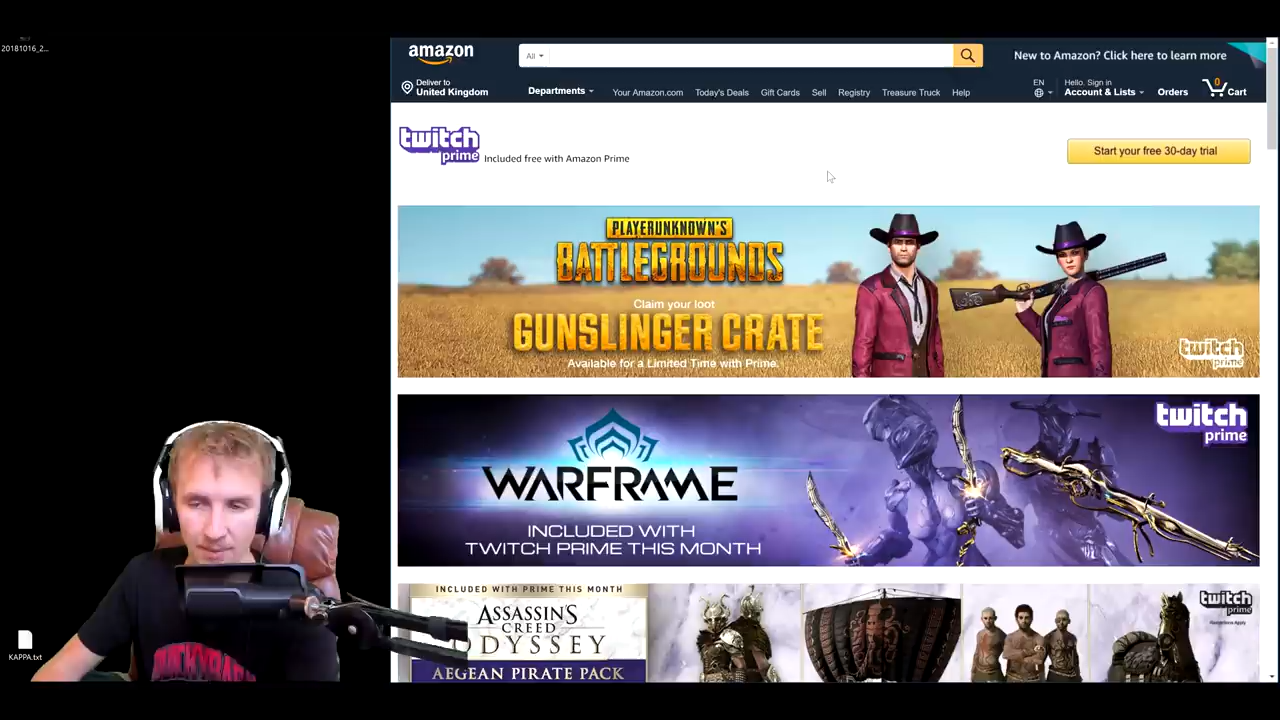 20181016_2...
KAPPA.txt
amazon
All
New to Amazon? Click here to learn more
Deliver to
United Kingdom
Departments
Your Amazon.com
Today's Deals
Gift Cards
Sell
Registry
Treasure Truck
Help
EN
Hello. Sign in
Account & Lists
Orders
0
Cart
twitch
prime
Included free with Amazon Prime
Start your free 30-day trial
PLAYERUNKNOWN'S
BATTLEGROUNDS
Claim your loot
GUNSLINGER CRATE
Available for a Limited Time with Prime.
twitch
prime
WARFRAME
INCLUDED WITH
TWITCH PRIME THIS MONTH
twitch
prime
INCLUDED WITH PRIME THIS MONTH
ASSASSIN'S
CREED
ODYSSEY
AEGEAN PIRATE PACK
twitch
prime